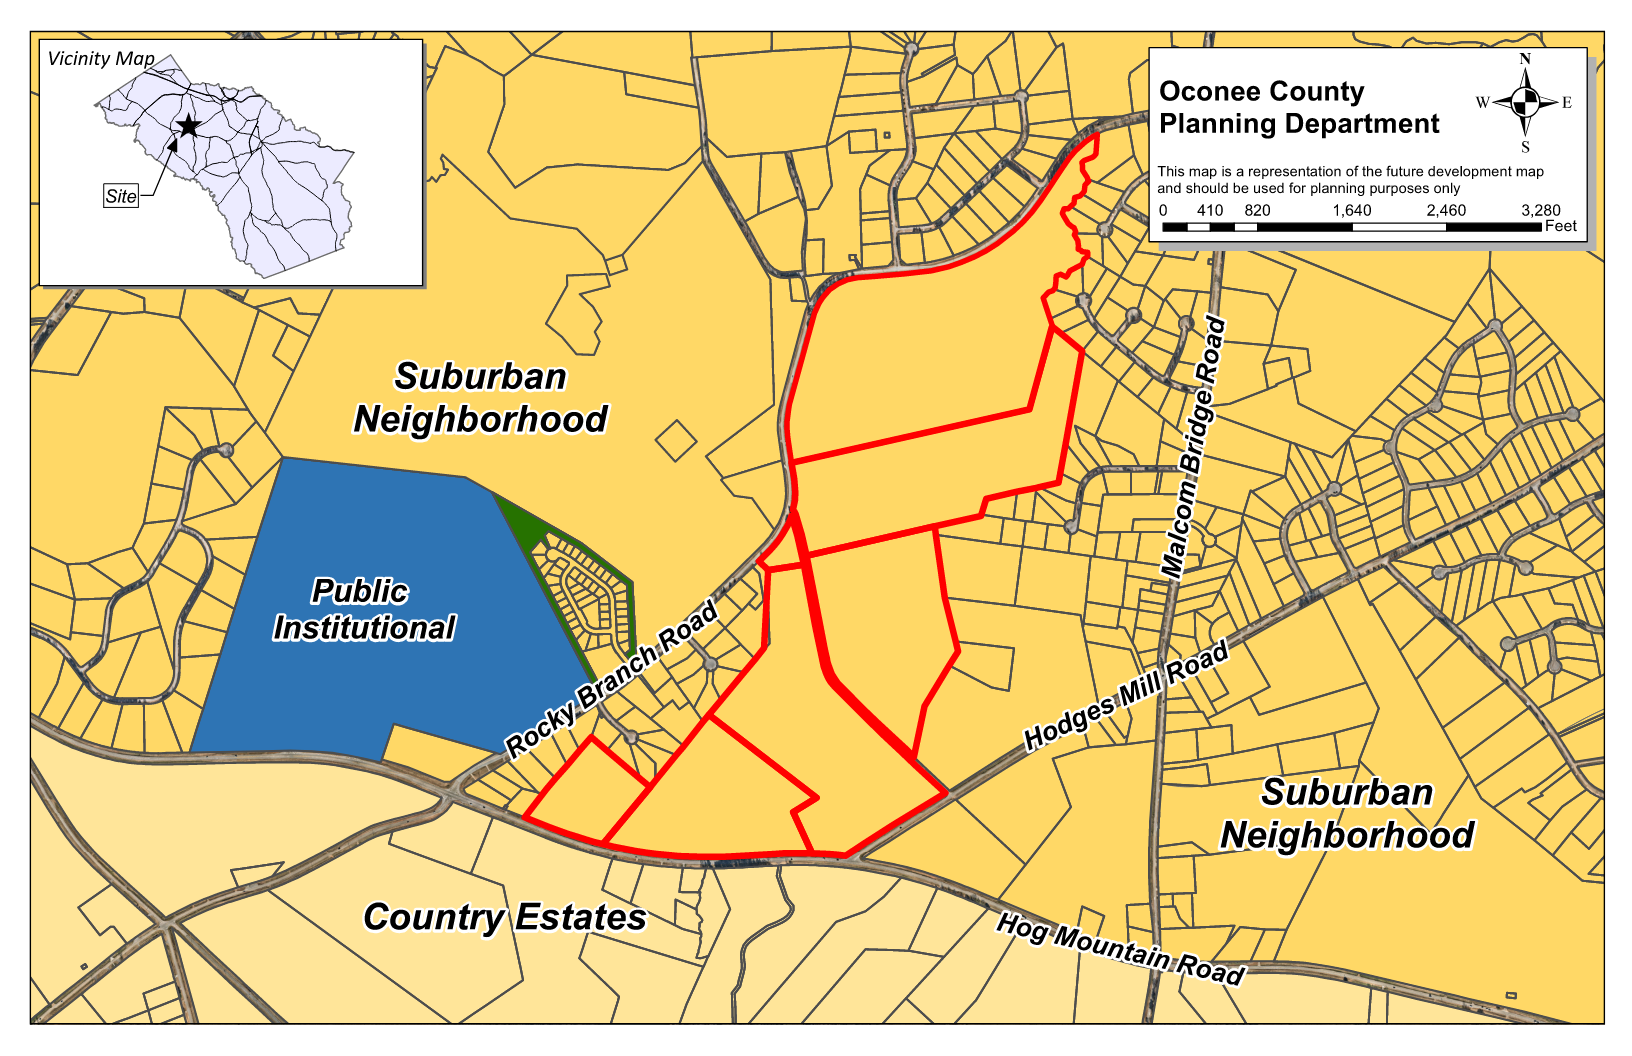 Vicinity Map
Site
Oconee County
Planning Department
N
W
E
S
This map is a representation of the future development map
and should be used for planning purposes only
0 410 820 1,640 2,460 3,280
Feet
Suburban
Neighborhood
Malcom Bridge Road
Public
Institutional
Rocky Branch Road
Hodges Mill Road
Suburban
Neighborhood
Country Estates
Hog Mountain Road